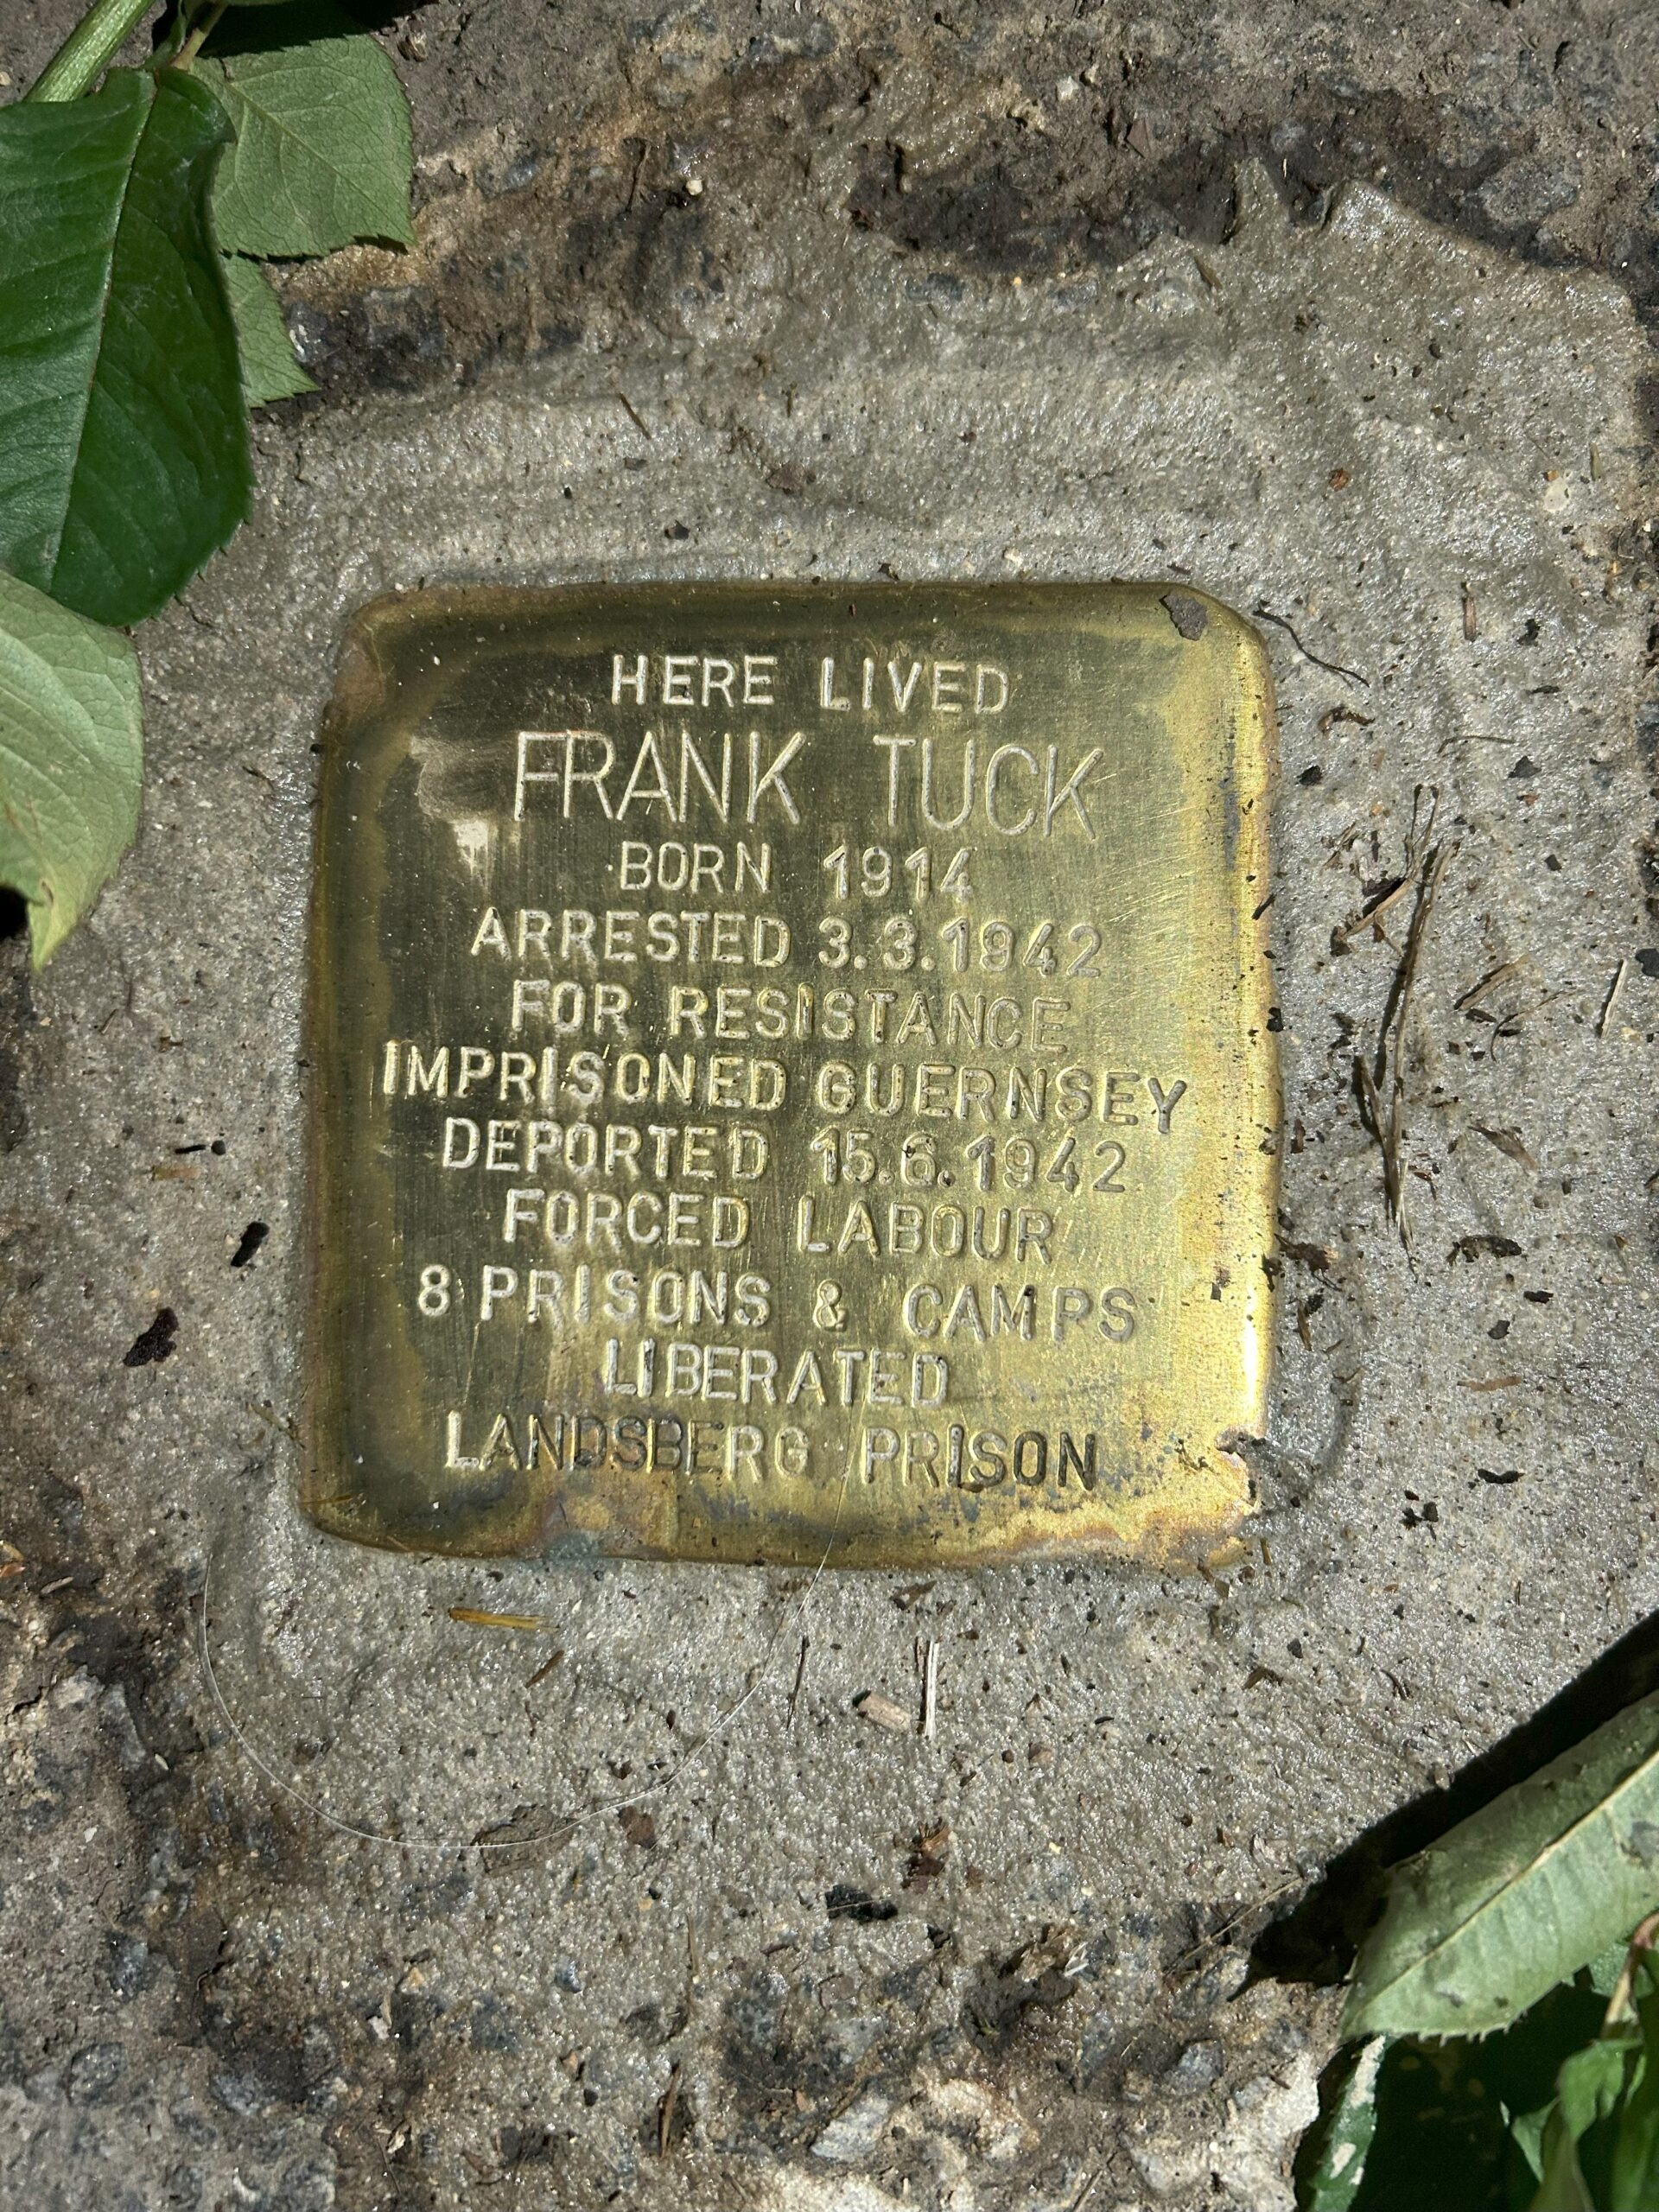 HERE LIVED
FRANK TUCK
BORN 1914
ARRESTED 3.3.1942
FOR RESISTANCE
IMPRISONED GUERNSEY
DEPORTED 15.6.1942
FORCED LABOUR
8 PRISONS & CAMPS
LIBERATED
LANDSBERG PRISON